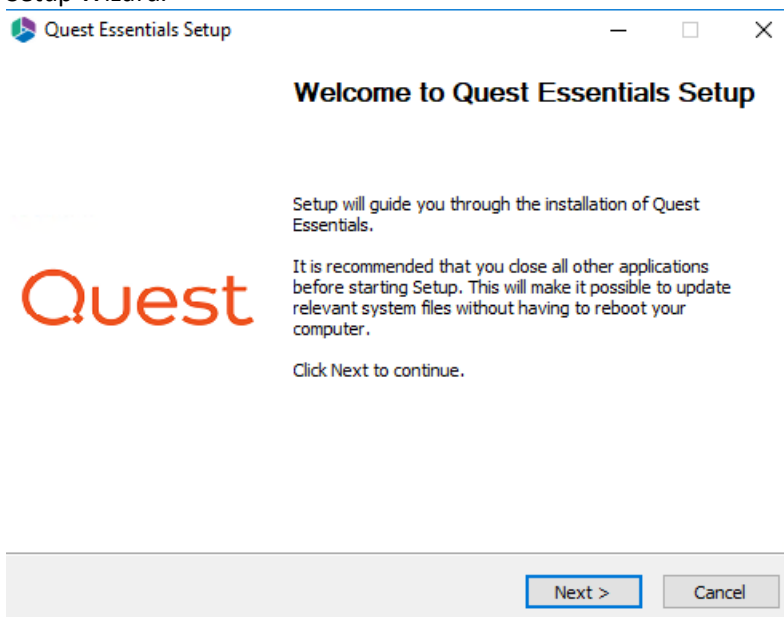 Setup Wizard.
Quest Essentials Setup
Welcome to Quest Essentials Setup
Setup will guide you through the installation of Quest
Essentials.
It is recommended that you close all other applications
before starting Setup. This will make it possible to update
relevant system files without having to reboot your
computer.
Click Next to continue.
Quest
Next >
Cancel